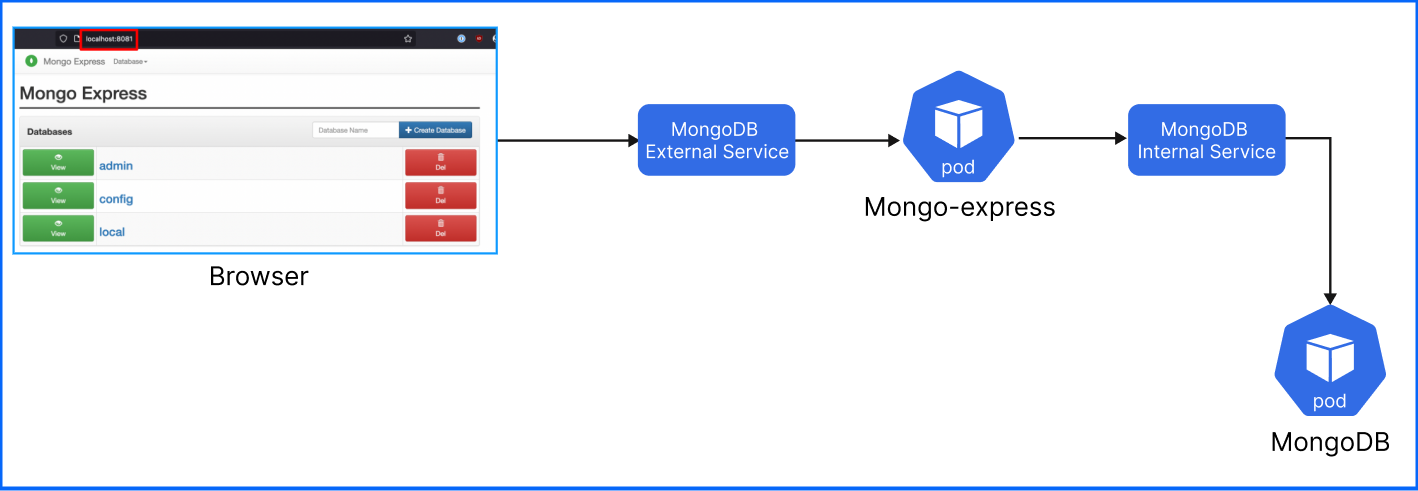 localhost:8081
Mongo Express Database
Mongo Express
Databases
Database Name
Create Database
View admin Del
View config Del
View local Del
Browser
MongoDB
External Service
pod
Mongo-express
MongoDB
Internal Service
pod
MongoDB